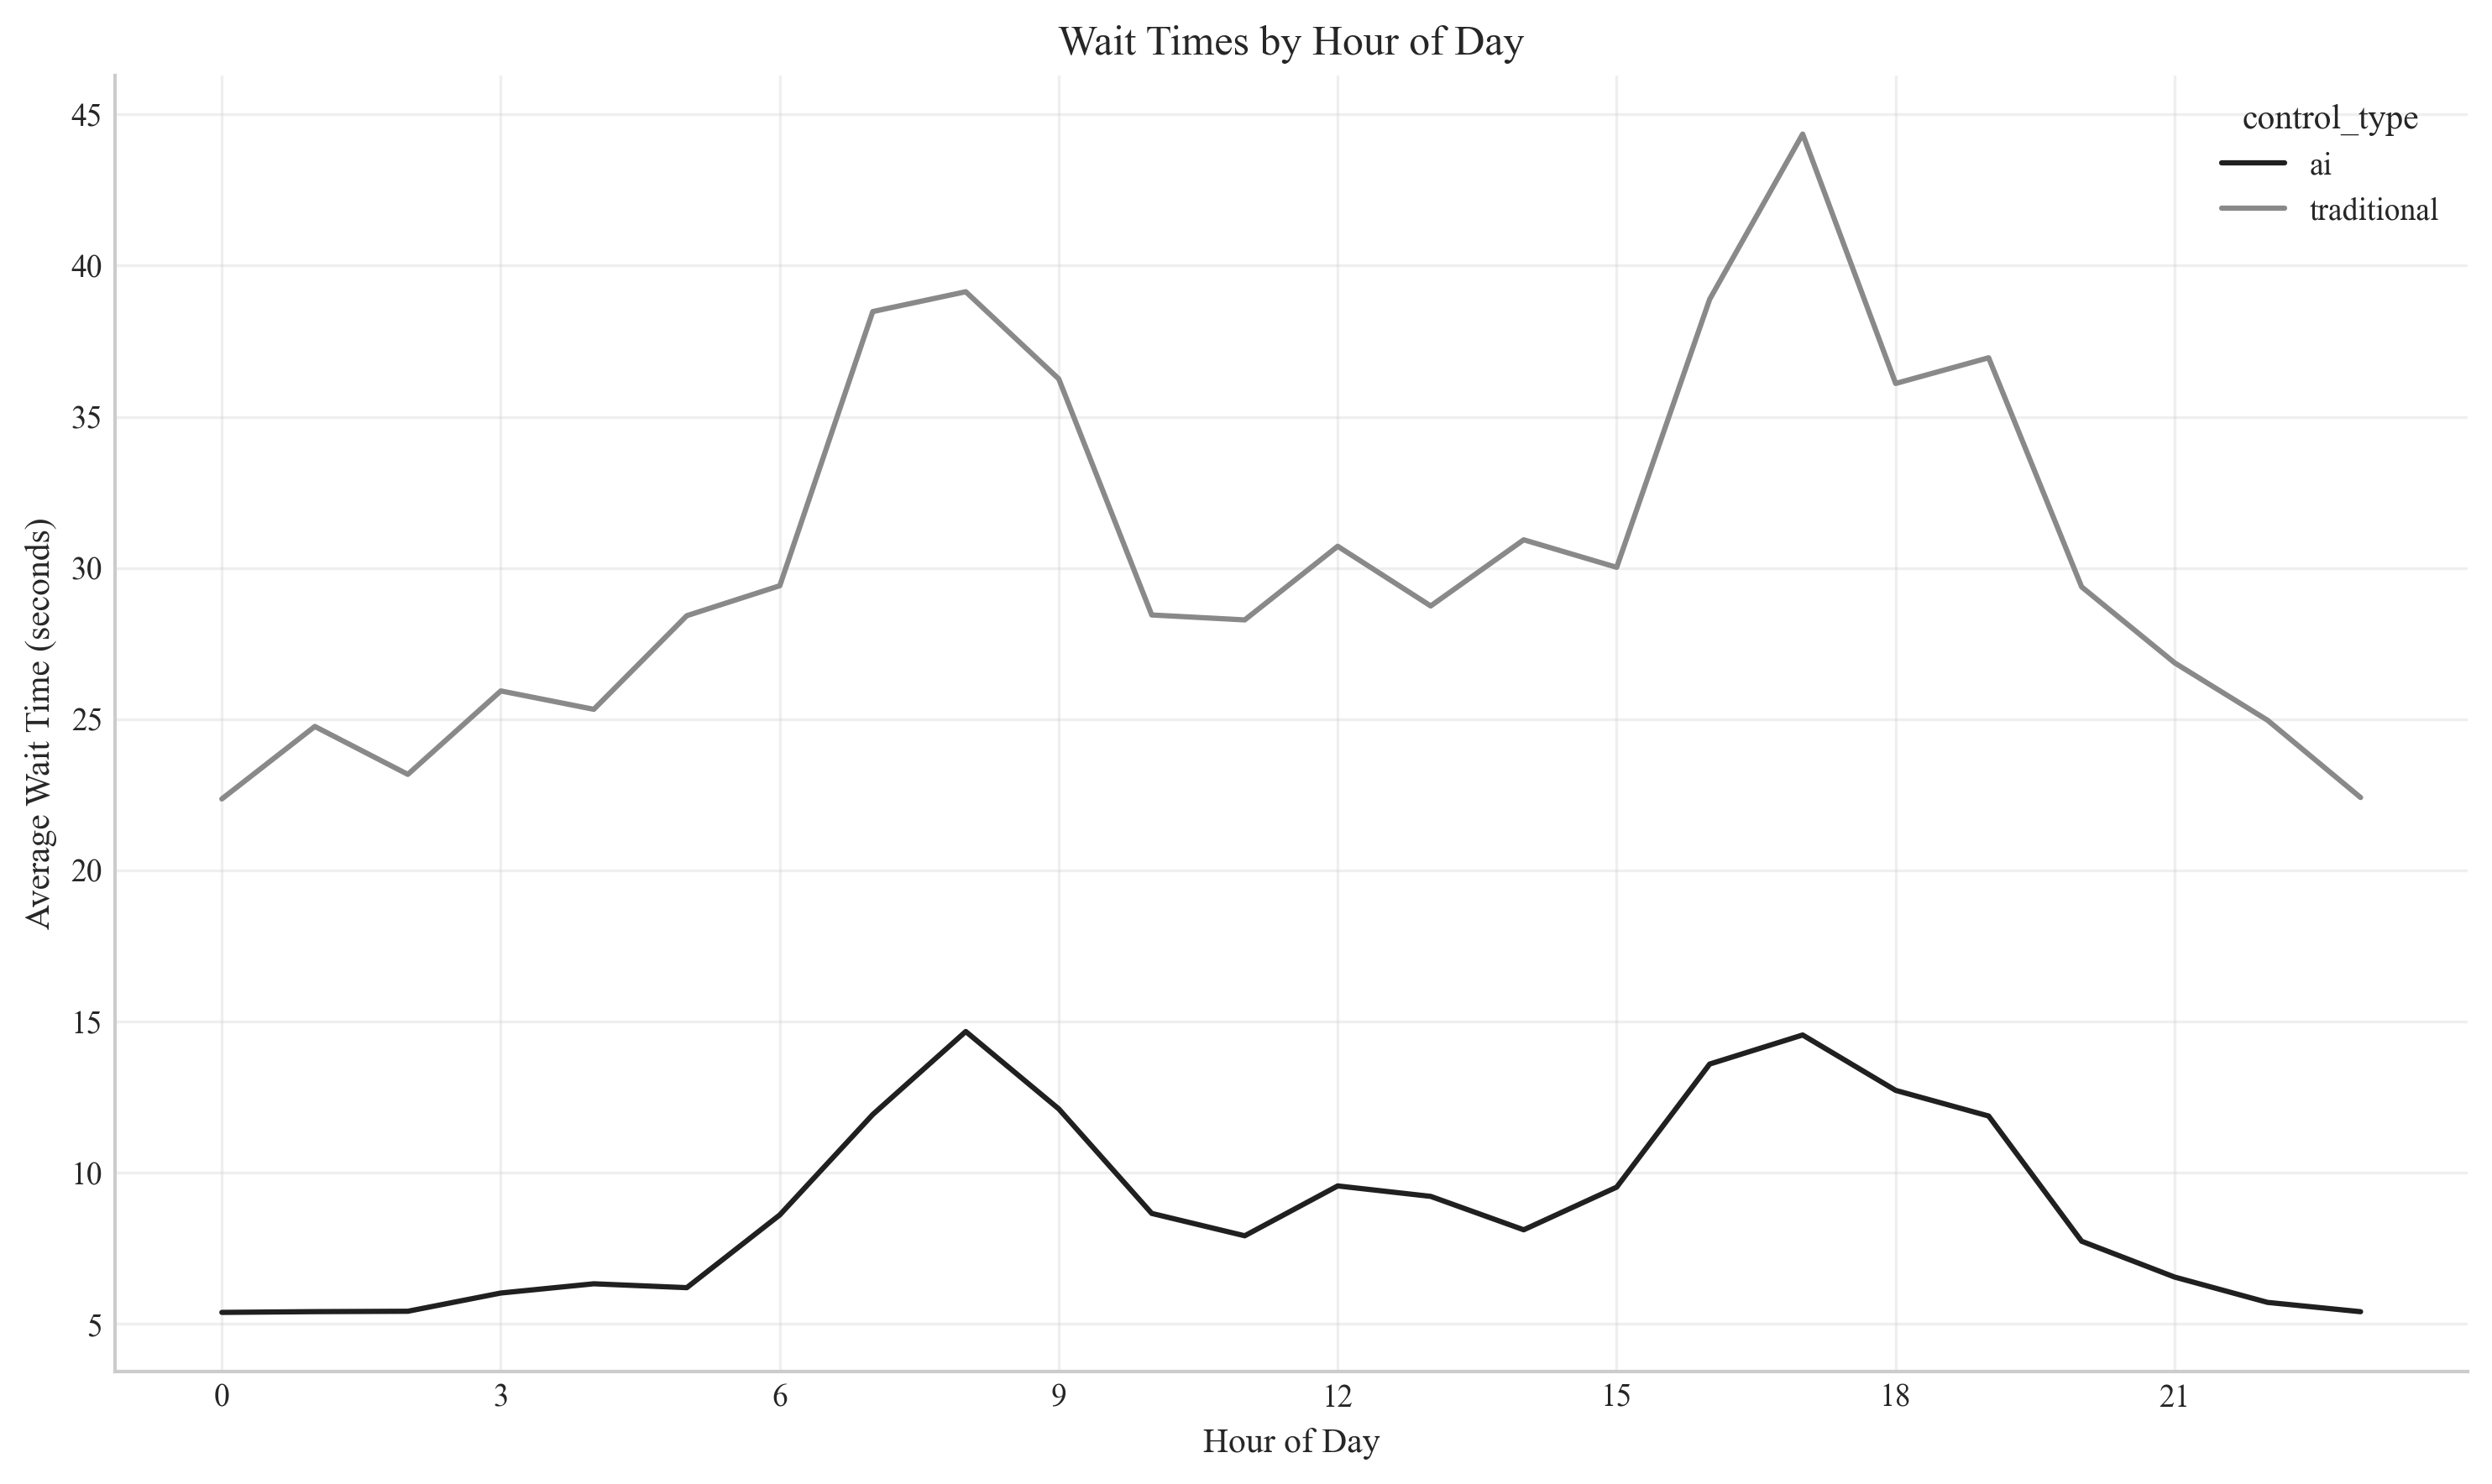 Wait Times by Hour of Day
control_type
ai
traditional
Average Wait Time (seconds)
45
40
35
30
25
20
15
10
5
0 3 6 9 12 15 18 21
Hour of Day